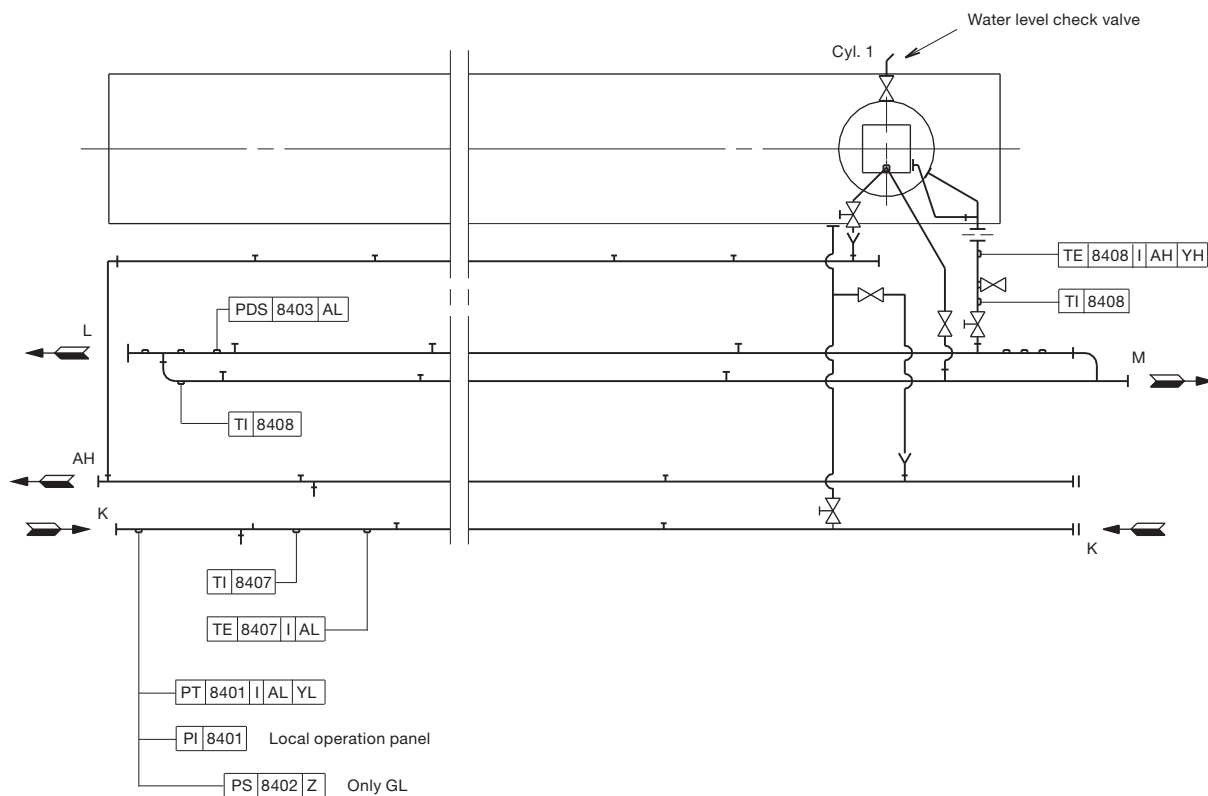 Water level check valve
Cyl. 1
TE 8408 I AH YH
PDS 8403 AL
TI 8408
L
M
TI 8408
AH
K
K
TI 8407
TE 8407 I AL
PT 8401 I AL YL
PI 8401 Local operation panel
PS 8402 Z Only GL